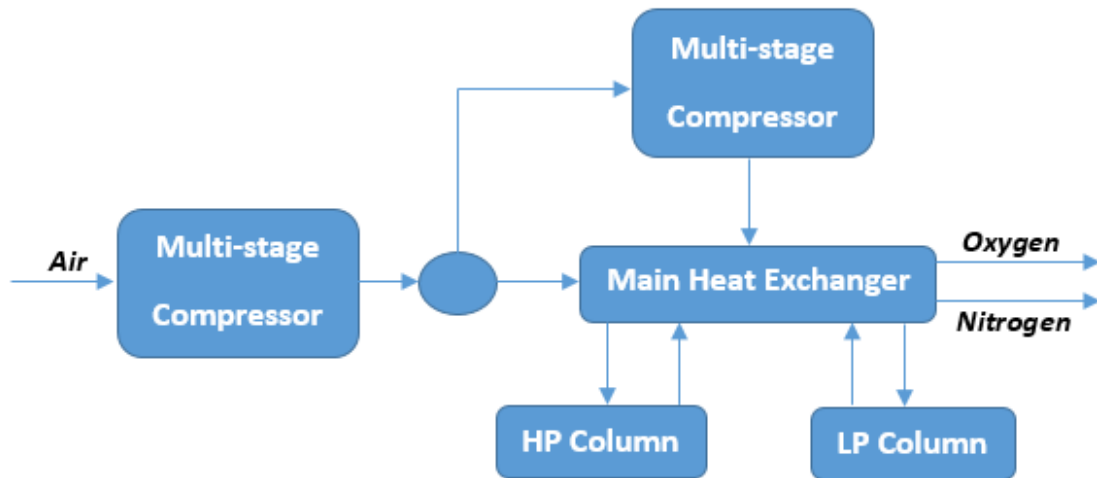 Multi-stage
Compressor
Air
Multi-stage
Compressor
Main Heat Exchanger
Oxygen
Nitrogen
HP Column
LP Column